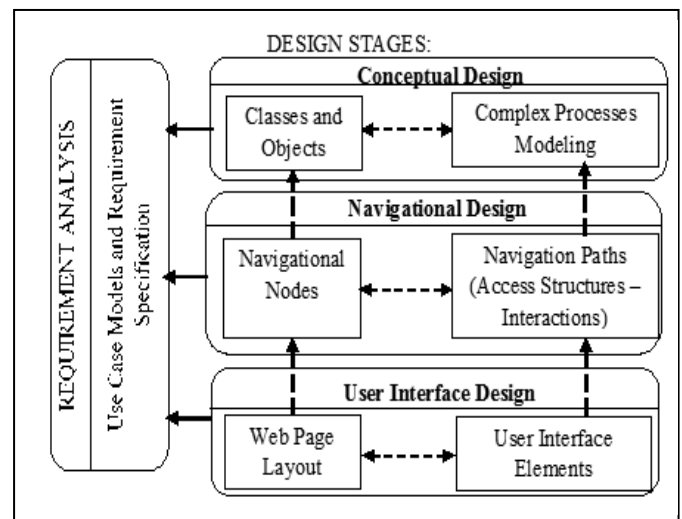 REQUIREMENT ANALYSIS
Use Case Models and Requirement
Specification
DESIGN STAGES:
Conceptual Design
Classes and
Objects
Complex Processes
Modeling
Navigational Design
Navigational
Nodes
Navigation Paths
(Access Structures –
Interactions)
User Interface Design
Web Page
Layout
User Interface
Elements